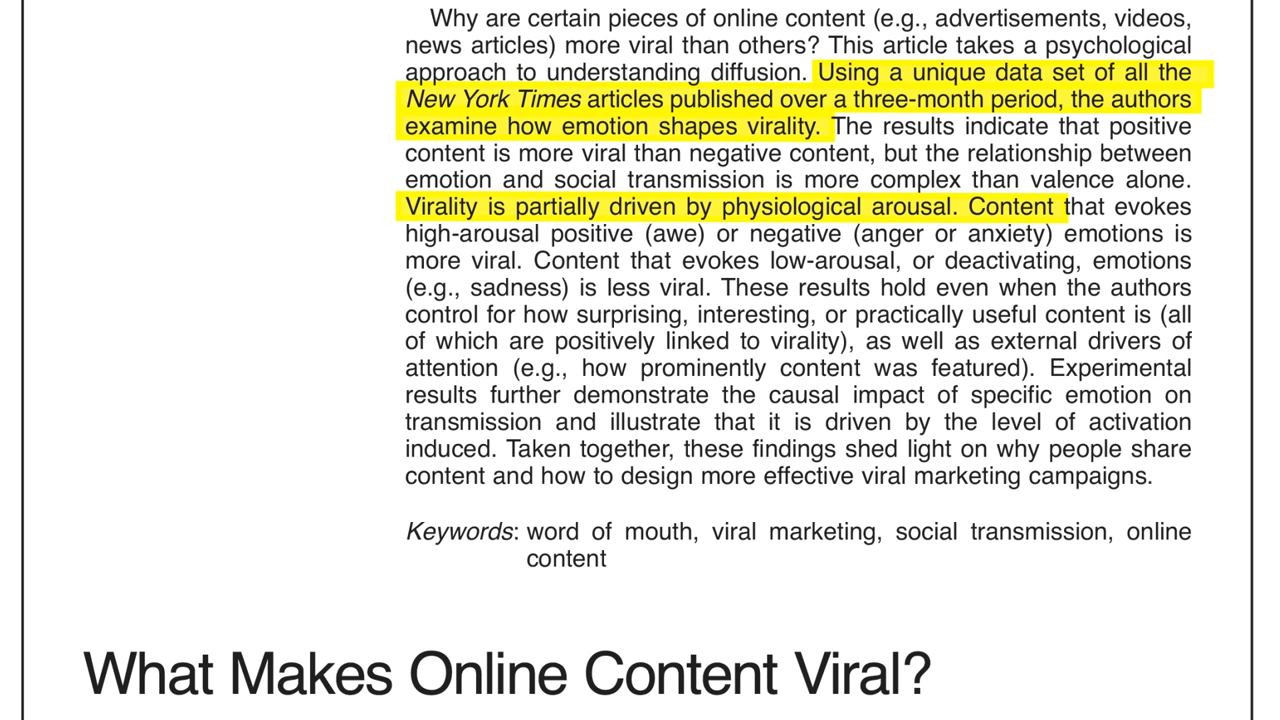 Why are certain pieces of online content (e.g., advertisements, videos,
news articles) more viral than others? This article takes a psychological
approach to understanding diffusion. Using a unique data set of all the
New York Times articles published over a three-month period, the authors
examine how emotion shapes virality. The results indicate that positive
content is more viral than negative content, but the relationship between
emotion and social transmission is more complex than valence alone.
Virality is partially driven by physiological arousal. Content that evokes
high-arousal positive (awe) or negative (anger or anxiety) emotions is
more viral. Content that evokes low-arousal, or deactivating, emotions
(e.g., sadness) is less viral. These results hold even when the authors
control for how surprising, interesting, or practically useful content is (all
of which are positively linked to virality), as well as external drivers of
attention (e.g., how prominently content was featured). Experimental
results further demonstrate the causal impact of specific emotion on
transmission and illustrate that it is driven by the level of activation
induced. Taken together, these findings shed light on why people share
content and how to design more effective viral marketing campaigns.
Keywords: word of mouth, viral marketing, social transmission, online
content
What Makes Online Content Viral?